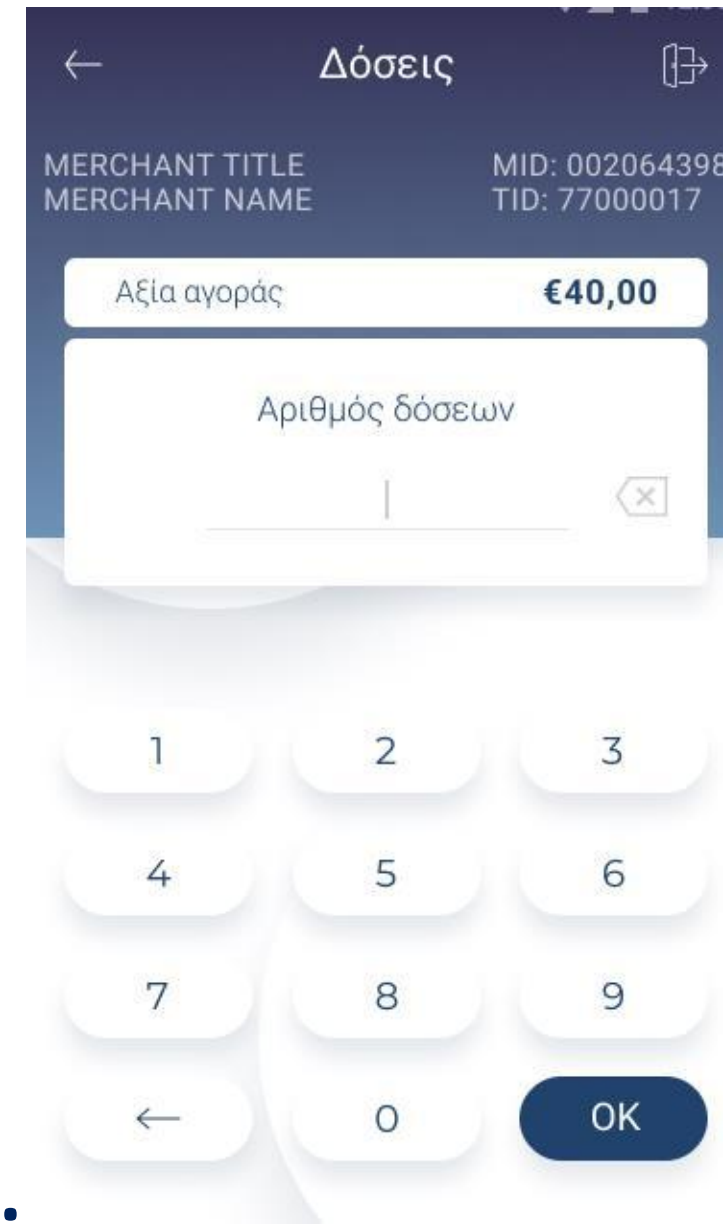 Δόσεις
MERCHANT TITLE MID: 002064398
MERCHANT NAME TID: 77000017
Αξία αγοράς €40,00
Αριθμός δόσεων
1 2 3
4 5 6
7 8 9
0 OK